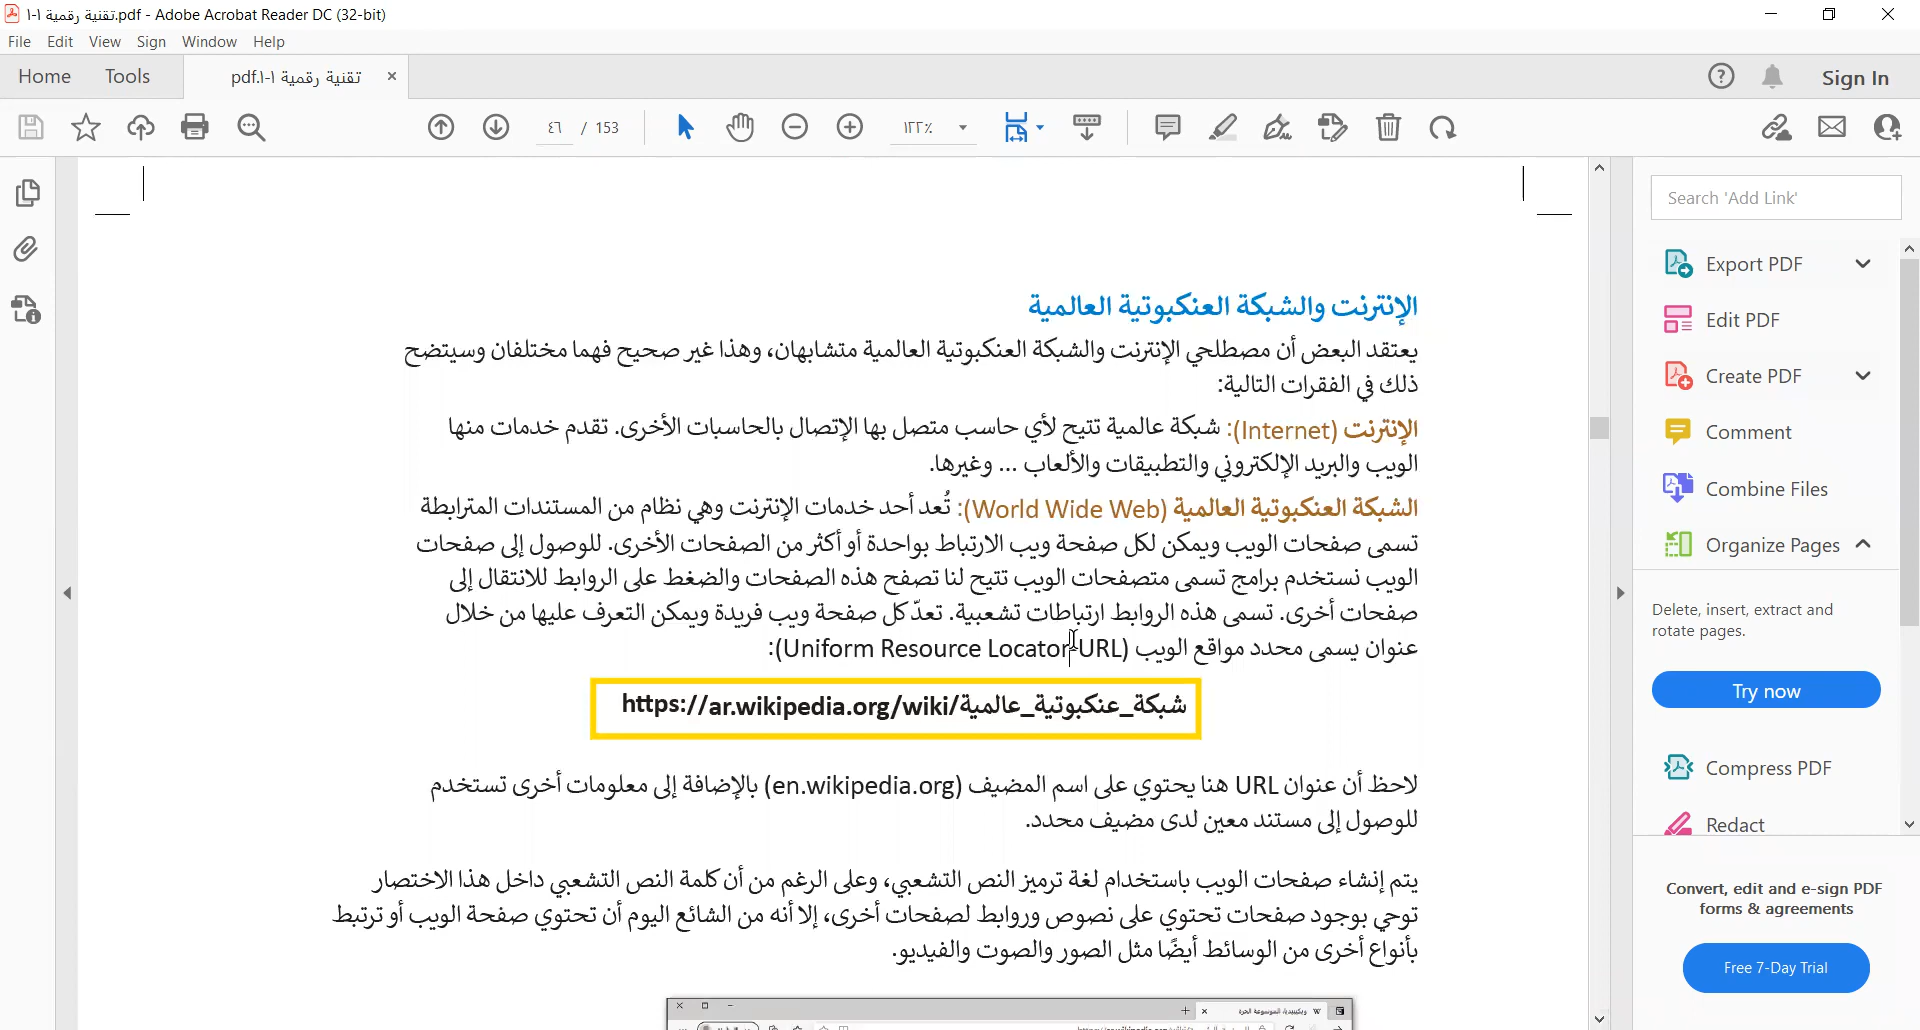 تقنية رقمية ١-١.pdf - Adobe Acrobat Reader DC (32-bit)
File Edit View Sign Window Help
Home Tools تقنية رقمية ١-١.pdf Sign In
٤٦ / 153 ١٢٢٪
Search 'Add Link'
Export PDF
Edit PDF
Create PDF
Comment
Combine Files
Organize Pages
Delete, insert, extract and
rotate pages.
Try now
Compress PDF
Redact
Convert, edit and e-sign PDF
forms & agreements
Free 7-Day Trial
الإنترنت والشبكة العنكبوتية العالمية
يعتقد البعض أن مصطلحي الإنترنت والشبكة العنكبوتية العالمية متشابهان، وهذا غير صحيح فهما مختلفان وسيتضح
ذلك في الفقرات التالية:
الإنترنت (Internet): شبكة عالمية تتيح لأي حاسب متصل بها الإتصال بالحاسبات الأخرى. تقدم خدمات منها
الويب والبريد الإلكتروني والتطبيقات والألعاب ... وغيرها.
الشبكة العنكبوتية العالمية (World Wide Web): تُعد أحد خدمات الإنترنت وهي نظام من المستندات المترابطة
تسمى صفحات الويب ويمكن لكل صفحة ويب الارتباط بواحدة أو أكثر من الصفحات الأخرى. للوصول إلى صفحات
الويب نستخدم برامج تسمى متصفحات الويب تتيح لنا تصفح هذه الصفحات والضغط على الروابط للانتقال إلى
صفحات أخرى. تسمى هذه الروابط ارتباطات تشعبية. تعدّ كل صفحة ويب فريدة ويمكن التعرف عليها من خلال
عنوان يسمى محدد مواقع الويب (Uniform Resource Locator-URL):
https://ar.wikipedia.org/wiki/شبكة_عنكبوتية_عالمية
لاحظ أن عنوان URL هنا يحتوي على اسم المضيف (en.wikipedia.org) بالإضافة إلى معلومات أخرى تستخدم
للوصول إلى مستند معين لدى مضيف محدد.
يتم إنشاء صفحات الويب باستخدام لغة ترميز النص التشعبي، وعلى الرغم من أن كلمة النص التشعبي داخل هذا الاختصار
توحي بوجود صفحات تحتوي على نصوص وروابط لصفحات أخرى، إلا أنه من الشائع اليوم أن تحتوي صفحة الويب أو ترتبط
بأنواع أخرى من الوسائط أيضًا مثل الصور والصوت والفيديو.
ويكيبيديا، الموسوعة الحرة